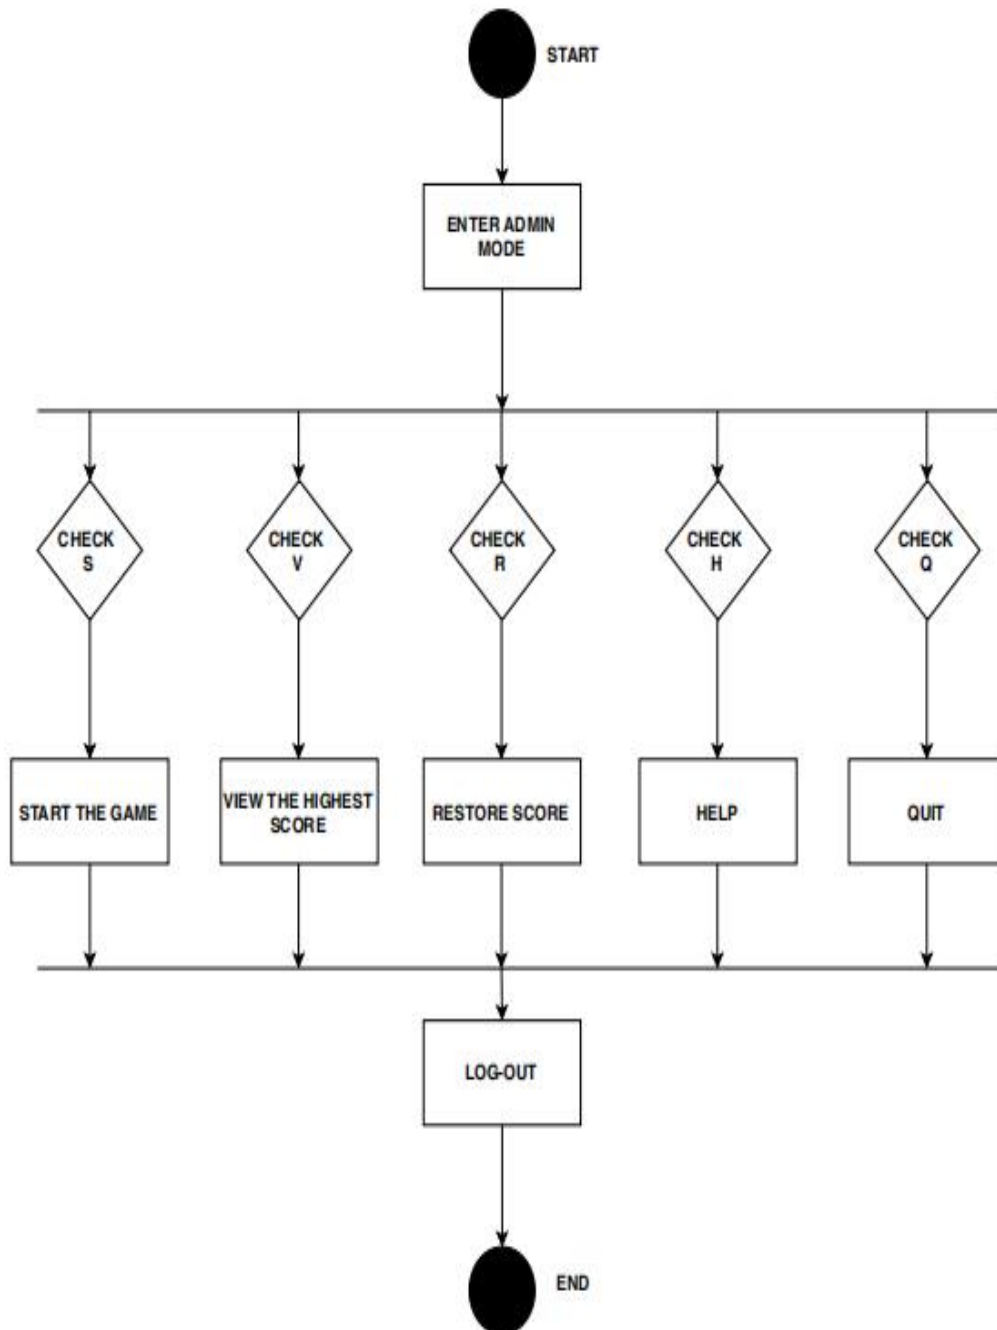 START
ENTER ADMIN
MODE
CHECK
S
CHECK
V
CHECK
R
CHECK
H
CHECK
Q
START THE GAME
VIEW THE HIGHEST
SCORE
RESTORE SCORE
HELP
QUIT
LOG-OUT
END